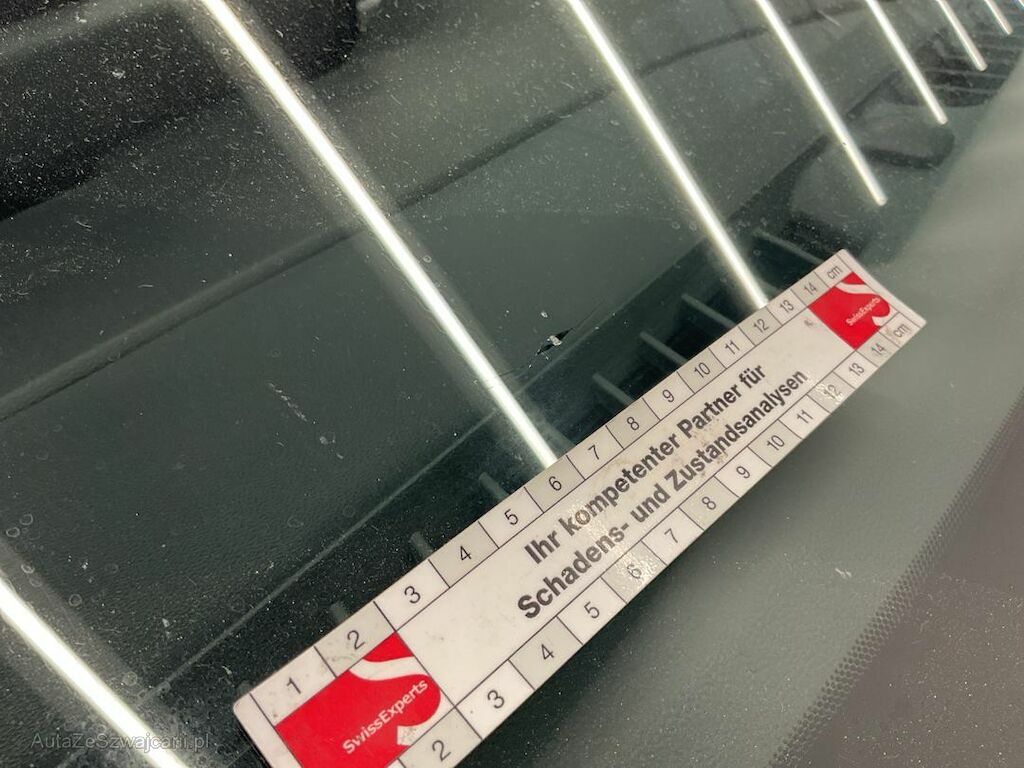 1 2 3 4 5 6 7 8 9 10 11 12 13 14 cm
Ihr kompetenter Partner für
Schadens- und Zustandsanalysen
SwissExperts
SwissExperts
2 3 4 5 6 7 8 9 10 11 12 13 14 cm
AutaZeSzwajcarii.pl